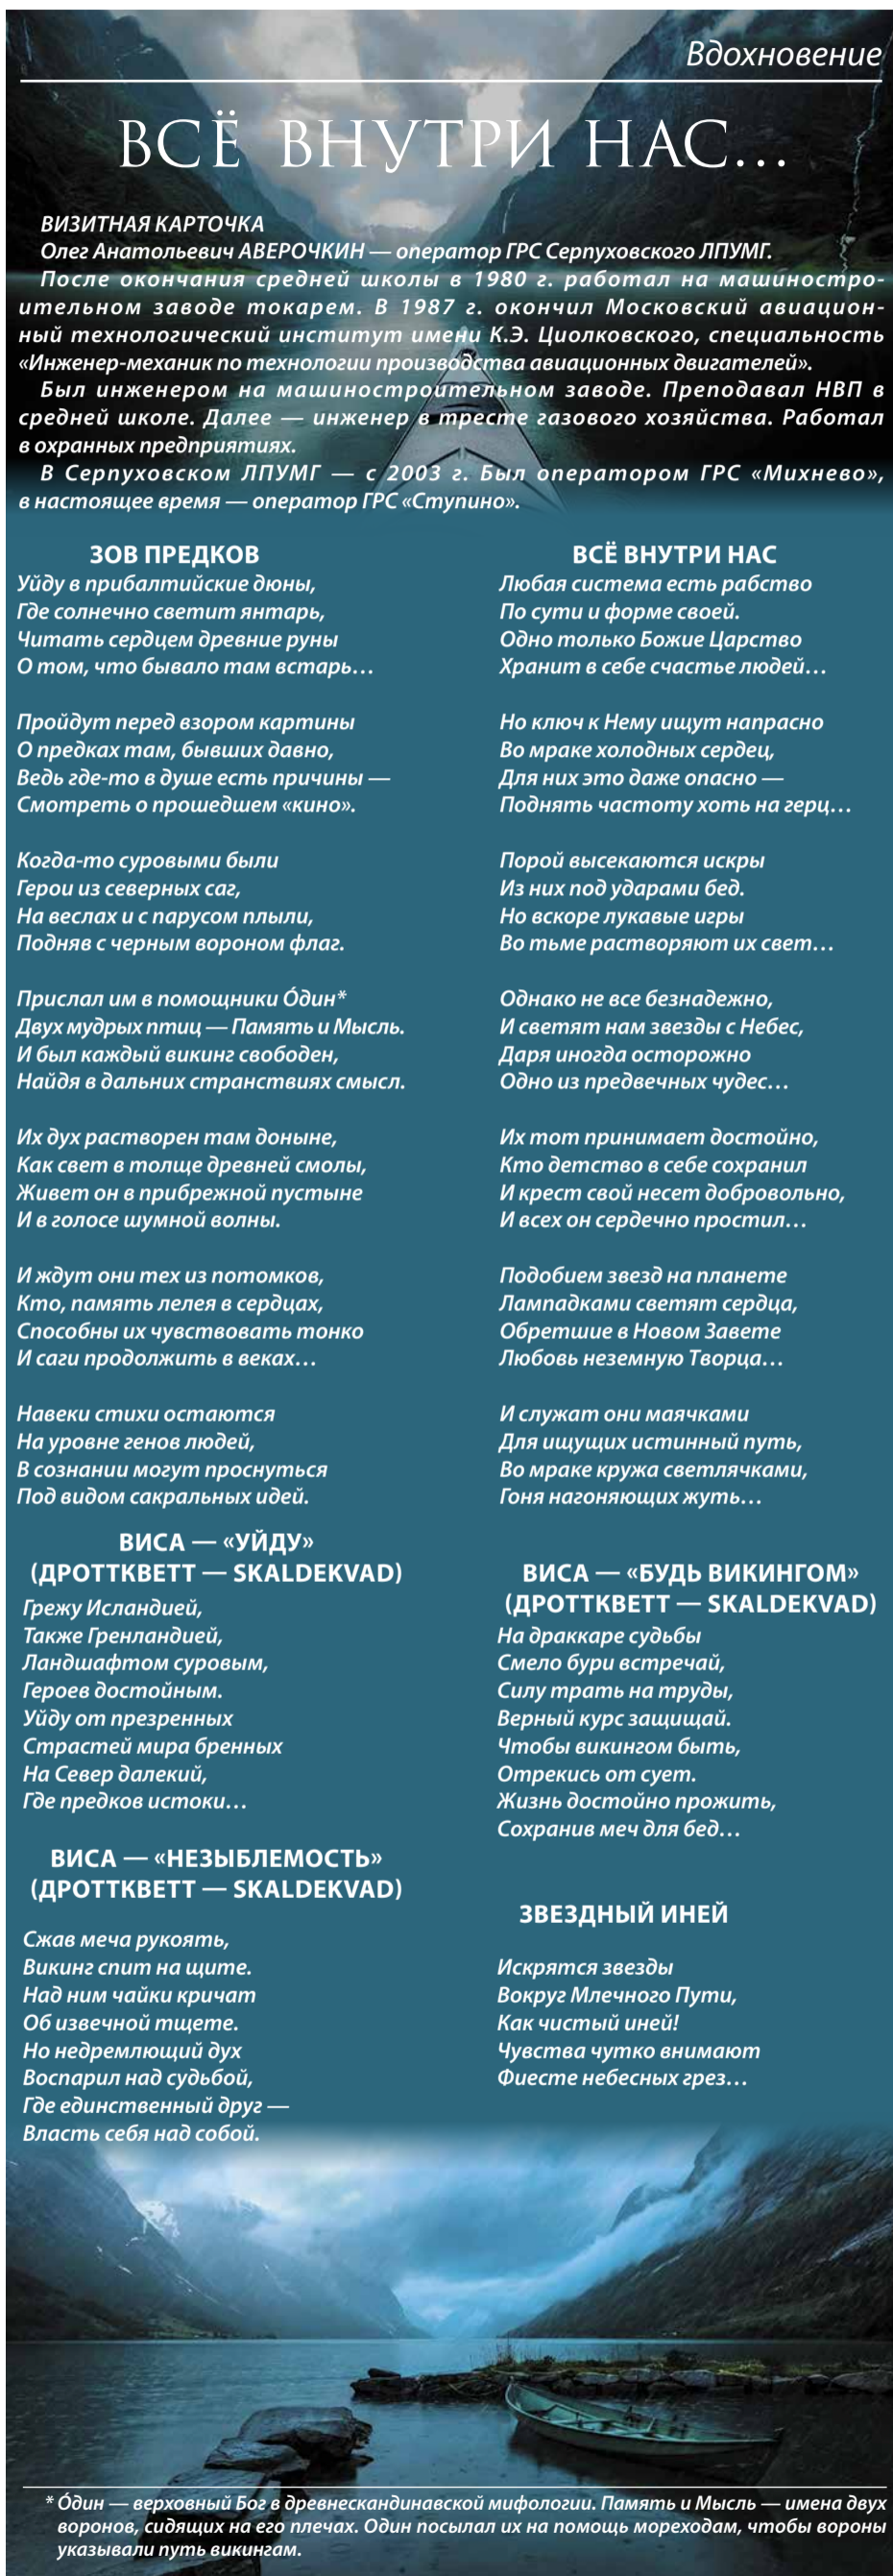 Вдохновение
ВСЁ ВНУТРИ НАС...
ВИЗИТНАЯ КАРТОЧКА
Олег Анатольевич АВЕРОЧКИН — оператор ГРС Серпуховского ЛПУМГ.
После окончания средней школы в 1980 г. работал на машиностро-
ительном заводе токарем. В 1987 г. окончил Московский авиацион-
ный технологический институт имени К.Э. Циолковского, специальность
«Инженер-механик по технологии производства авиационных двигателей».
Был инженером на машиностроительном заводе. Преподавал НВП в
средней школе. Далее — инженер в тресте газового хозяйства. Работал
в охранных предприятиях.
В Серпуховском ЛПУМГ — с 2003 г. Был оператором ГРС «Михнево»,
в настоящее время — оператор ГРС «Ступино».
ЗОВ ПРЕДКОВ
Уйду в прибалтийские дюны,
Где солнечно светит янтарь,
Читать сердцем древние руны
О том, что бывало там встарь...
Пройдут перед взором картины
О предках там, бывших давно,
Ведь где-то в душе есть причины —
Смотреть о прошедшем «кино».
Когда-то суровыми были
Герои из северных саг,
На веслах и с парусом плыли,
Подняв с черным вороном флаг.
Прислал им в помощники Óдин*
Двух мудрых птиц — Память и Мысль.
И был каждый викинг свободен,
Найдя в дальних странствиях смысл.
Их дух растворен там доныне,
Как свет в толще древней смолы,
Живет он в прибрежной пустыне
И в голосе шумной волны.
И ждут они тех из потомков,
Кто, память лелея в сердцах,
Способны их чувствовать тонко
И саги продолжить в веках...
Навеки стихи остаются
На уровне генов людей,
В сознании могут проснуться
Под видом сакральных идей.
ВИСА — «УЙДУ»
(ДРОТТКВЕТТ — SKALDEKVAD)
Грежу Исландией,
Также Гренландией,
Ландшафтом суровым,
Героев достойным.
Уйду от презренных
Страстей мира бренных
На Север далекий,
Где предков истоки...
ВИСА — «НЕЗЫБЛЕМОСТЬ»
(ДРОТТКВЕТТ — SKALDEKVAD)
Сжав меча рукоять,
Викинг спит на щите.
Над ним чайки кричат
Об извечной тщете.
Но недремлющий дух
Воспарил над судьбой,
Где единственный друг —
Власть себя над собой.
ВСЁ ВНУТРИ НАС
Любая система есть рабство
По сути и форме своей.
Одно только Божие Царство
Хранит в себе счастье людей...
Но ключ к Нему ищут напрасно
Во мраке холодных сердец,
Для них это даже опасно —
Поднять частоту хоть на герц...
Порой высекаются искры
Из них под ударами бед.
Но вскоре лукавые игры
Во тьме растворяют их свет...
Однако не все безнадежно,
И светят нам звезды с Небес,
Даря иногда осторожно
Одно из предвечных чудес...
Их тот принимает достойно,
Кто детство в себе сохранил
И крест свой несет добровольно,
И всех он сердечно простил...
Подобием звезд на планете
Лампадками светят сердца,
Обретшие в Новом Завете
Любовь неземную Творца...
И служат они маячками
Для ищущих истинный путь,
Во мраке кружа светлячками,
Гоня нагоняющих жуть...
ВИСА — «БУДЬ ВИКИНГОМ»
(ДРОТТКВЕТТ — SKALDEKVAD)
На драккаре судьбы
Смело бури встречай,
Силу трать на труды,
Верный курс защищай.
Чтобы викингом быть,
Отрекись от сует.
Жизнь достойно прожить,
Сохранив меч для бед...
ЗВЕЗДНЫЙ ИНЕЙ
Искрятся звезды
Вокруг Млечного Пути,
Как чистый иней!
Чувства чутко внимают
Фиесте небесных грез...
* Óдин — верховный Бог в древнескандинавской мифологии. Память и Мысль — имена двух
воронов, сидящих на его плечах. Один посылал их на помощь мореходам, чтобы вороны
указывали путь викингам.